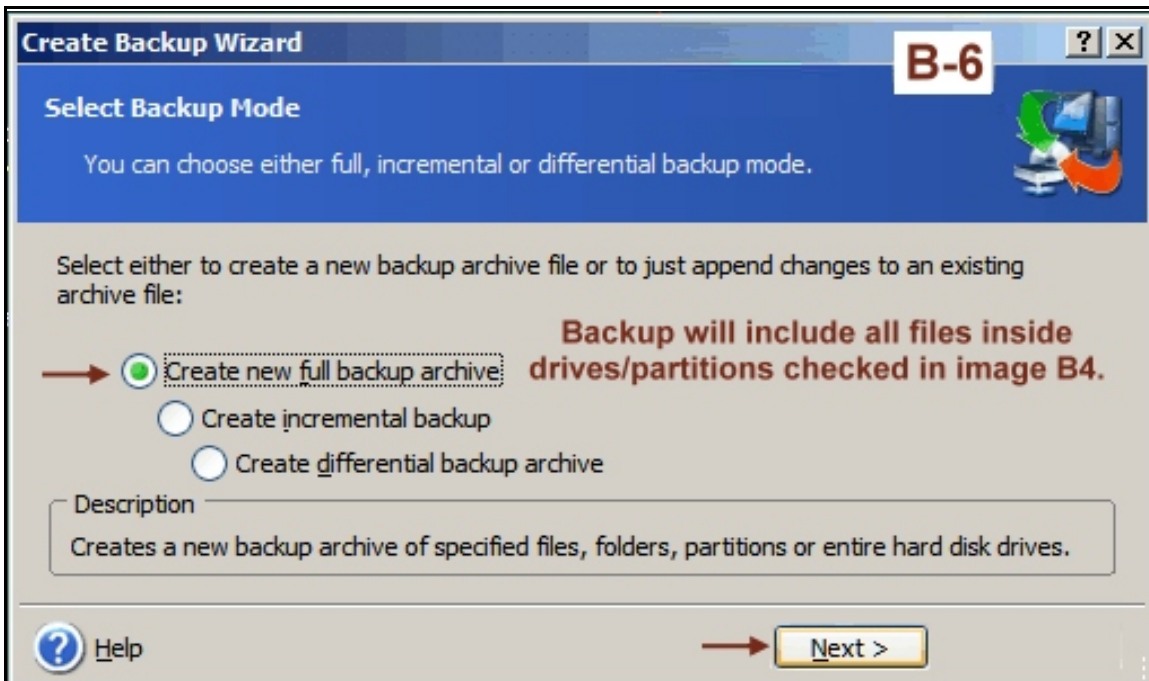 Create Backup Wizard
B-6
Select Backup Mode
You can choose either full, incremental or differential backup mode.
Select either to create a new backup archive file or to just append changes to an existing
archive file:
Backup will include all files inside
drives/partitions checked in image B4.
Create new full backup archive
Create incremental backup
Create differential backup archive
Description
Creates a new backup archive of specified files, folders, partitions or entire hard disk drives.
Help
Next >